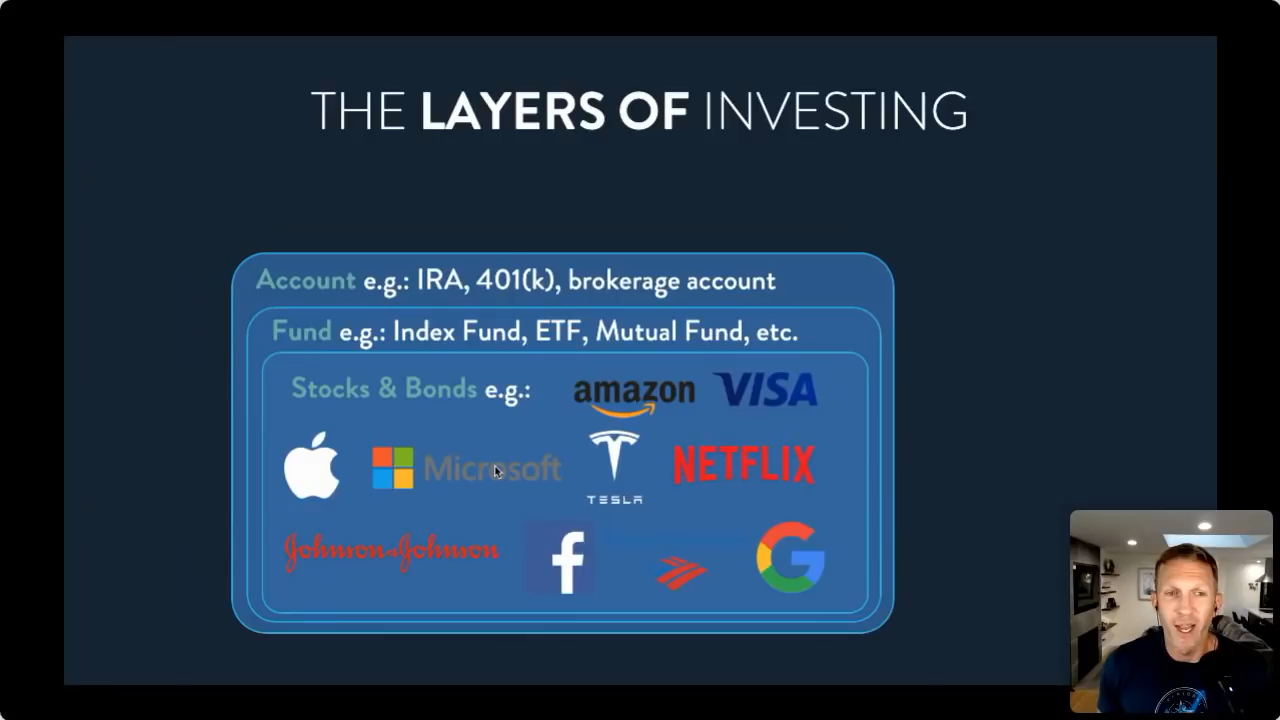 THE LAYERS OF INVESTING
Account e.g.: IRA, 401(k), brokerage account
Fund e.g.: Index Fund, ETF, Mutual Fund, etc.
Stocks & Bonds e.g.: amazon VISA
Microsoft TESLA NETFLIX
Johnson & Johnson f G